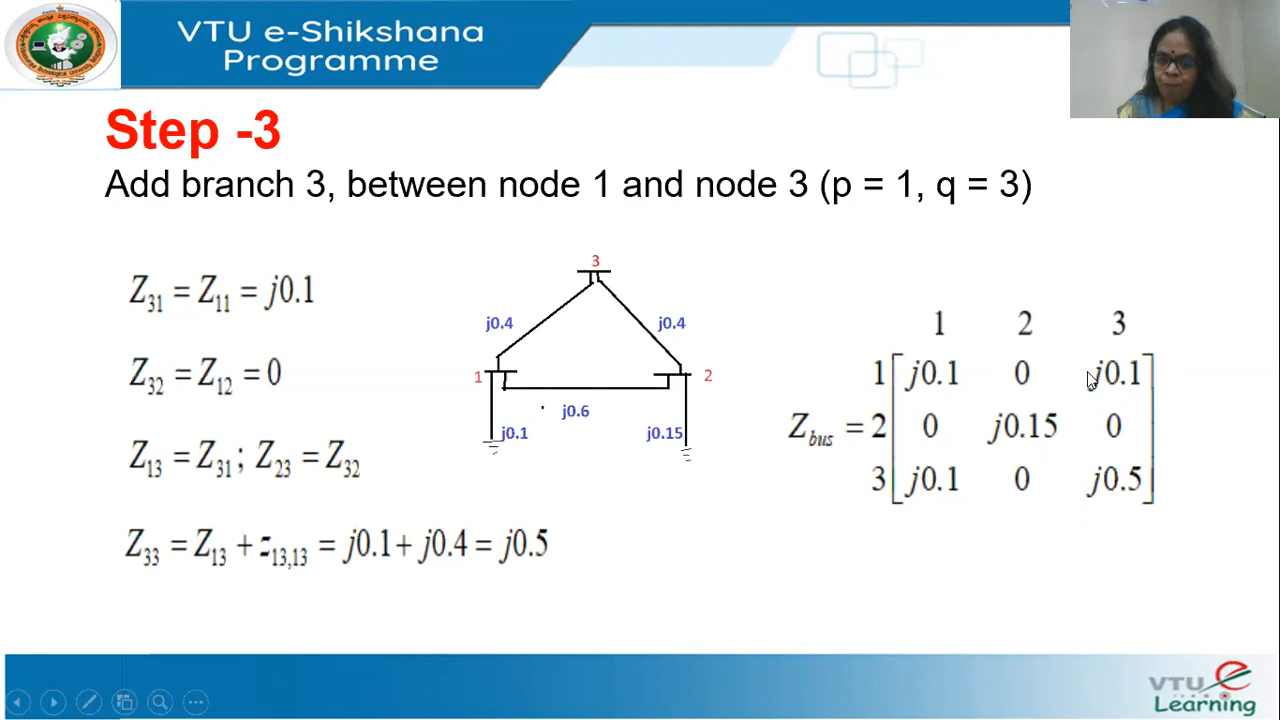 VTU e-Shikshana
Programme
Step -3
Add branch 3, between node 1 and node 3 (p = 1, q = 3)
Z31 = Z11 = j0.1
Z32 = Z12 = 0
Z13 = Z31 ; Z23 = Z32
Z33 = Z13 + z13,13 = j0.1+ j0.4 = j0.5
3
j0.4
j0.4
1
2
j0.6
j0.1
j0.15
1 2 3
1 j0.1 0 j0.1
Zbus = 2 0 j0.15 0
3 j0.1 0 j0.5
VTU
Learning